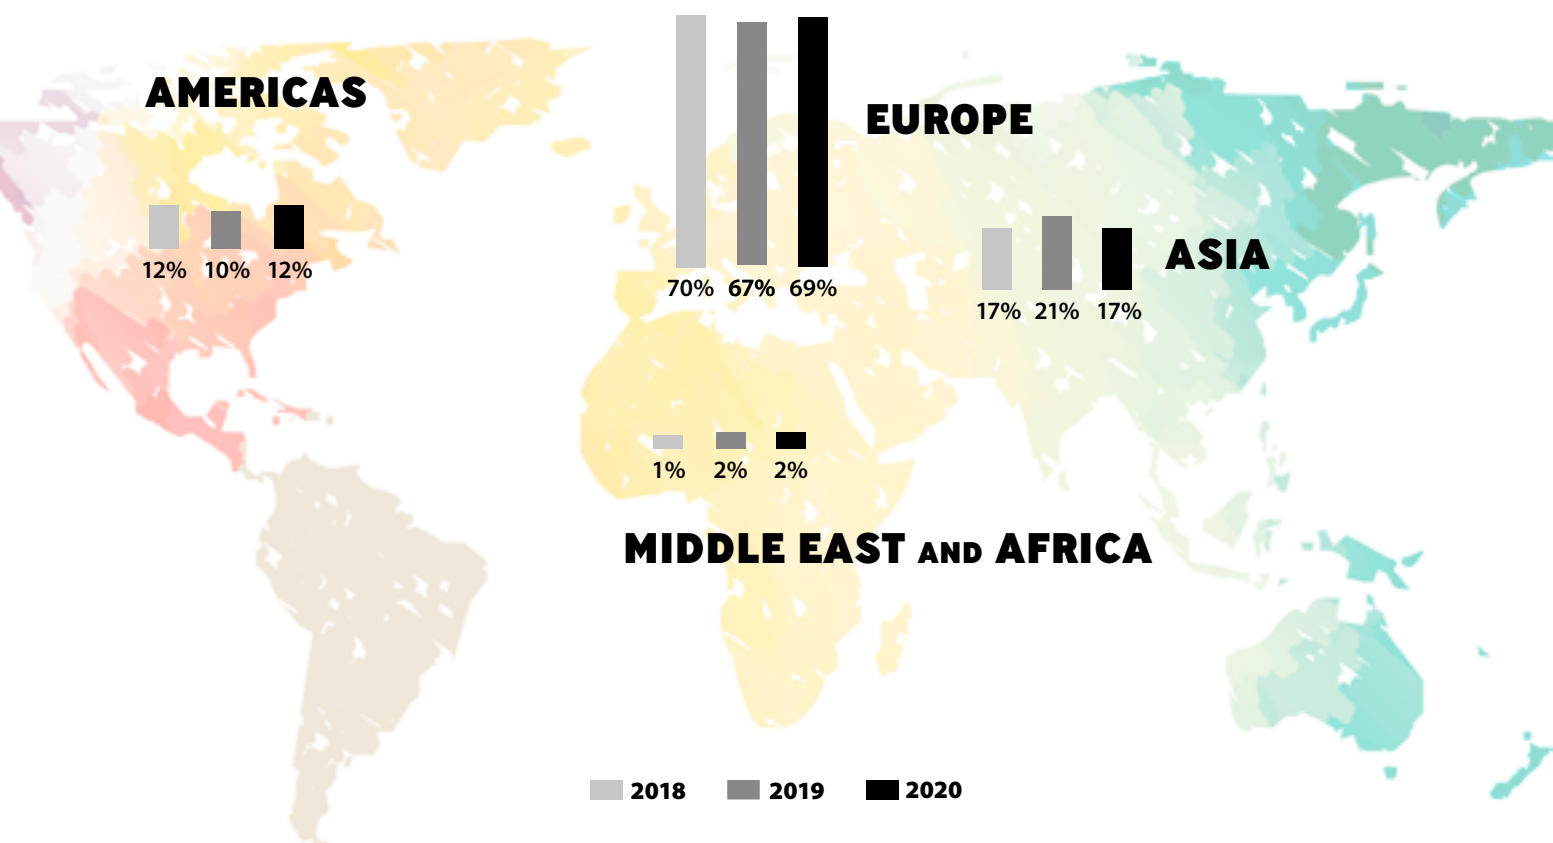 AMERICAS
12% 10% 12%
EUROPE
70% 67% 69%
ASIA
17% 21% 17%
1% 2% 2%
MIDDLE EAST AND AFRICA
2018 2019 2020